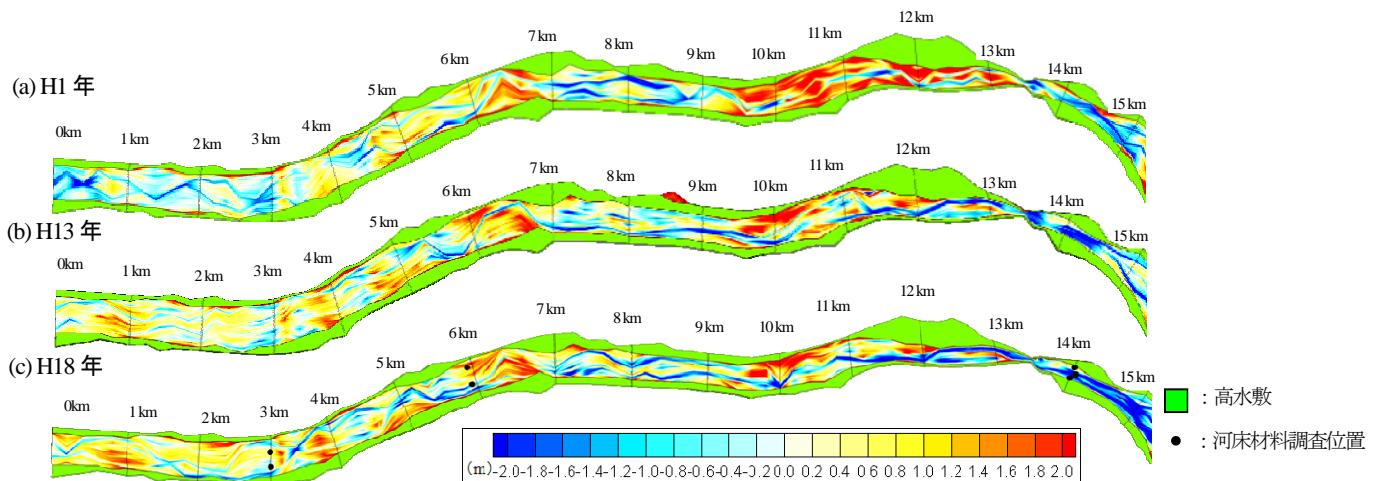 (a) H1 年
0km
1 km
2 km
3 km
4 km
5 km
6 km
7 km
8 km
9 km
10 km
11 km
12 km
13 km
14 km
15 km
(b) H13 年
0km
1 km
2 km
3 km
4 km
5 km
6 km
7 km
8 km
9 km
10 km
11 km
12 km
13 km
14 km
15 km
(c) H18 年
0km
1 km
2 km
3 km
4 km
5 km
6 km
7 km
8 km
9 km
10 km
11 km
12 km
13 km
14 km
15 km
：高水敷
：河床材料調査位置
(m) -2.0 -1.8 -1.6 -1.4 -1.2 -1.0 -0.8 -0.6 -0.4 -0.2 0.0 0.2 0.4 0.6 0.8 1.0 1.2 1.4 1.6 1.8 2.0